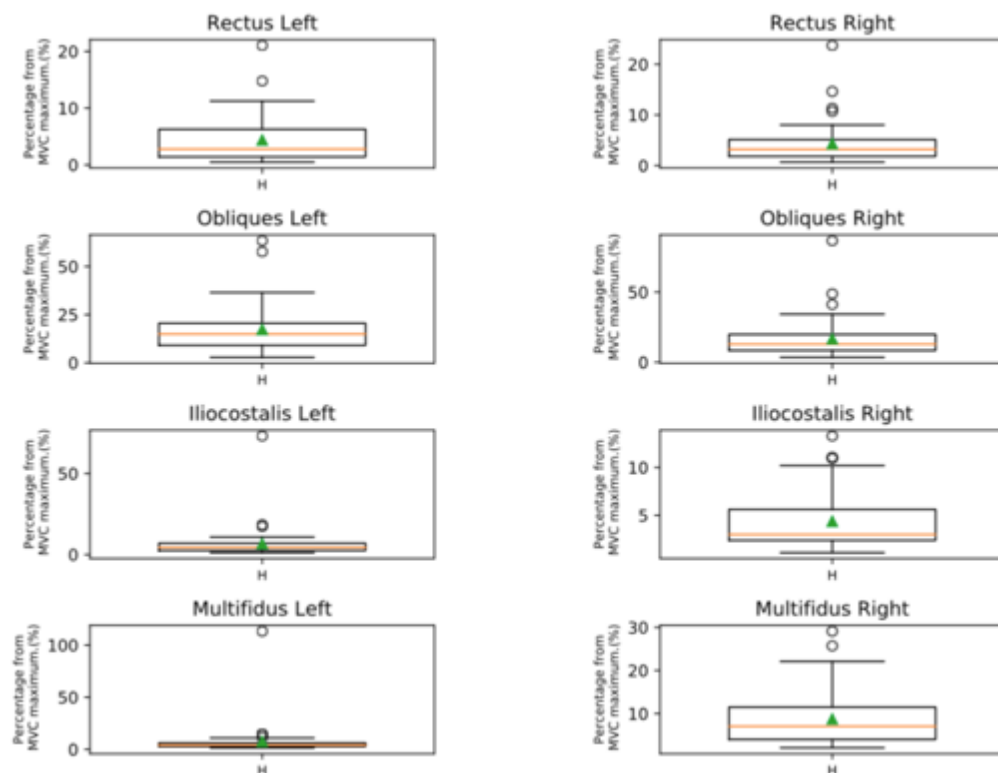 Rectus Left
Percentage from
MVC maximum.(%)
20
10
0
H
Rectus Right
Percentage from
MVC maximum.(%)
20
10
0
H
Obliques Left
Percentage from
MVC maximum.(%)
50
25
0
H
Obliques Right
Percentage from
MVC maximum.(%)
50
0
H
Iliocostalis Left
Percentage from
MVC maximum.(%)
50
0
H
Iliocostalis Right
Percentage from
MVC maximum.(%)
10
5
H
Multifidus Left
Percentage from
MVC maximum.(%)
100
50
0
H
Multifidus Right
Percentage from
MVC maximum.(%)
30
20
10
H